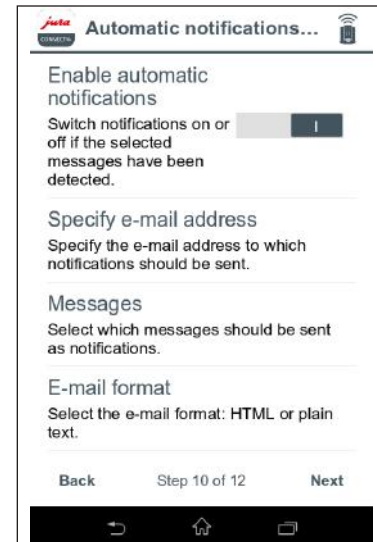 jura
CONNECT
Automatic notifications...
Enable automatic
notifications
Switch notifications on or
off if the selected
messages have been
detected.
I
Specify e-mail address
Specify the e-mail address to which
notifications should be sent.
Messages
Select which messages should be sent
as notifications.
E-mail format
Select the e-mail format: HTML or plain
text.
Back Step 10 of 12 Next